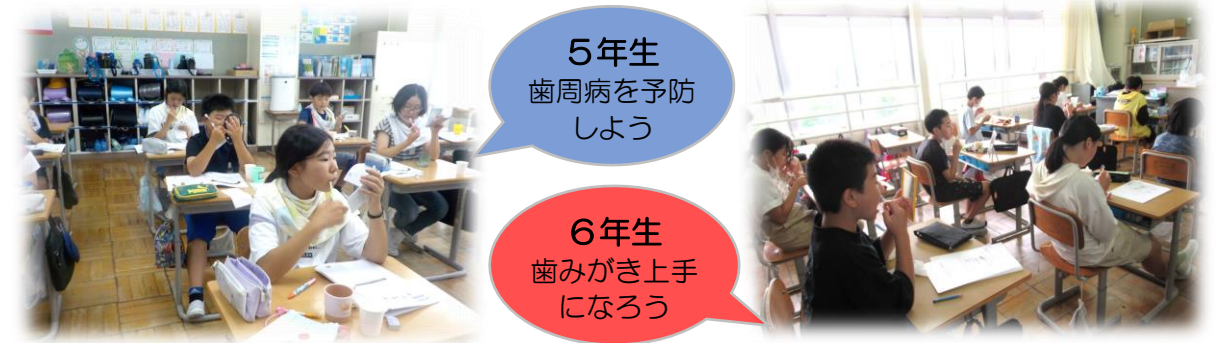 ５年生
歯周病を予防
しよう
６年生
歯みがき上手
になろう